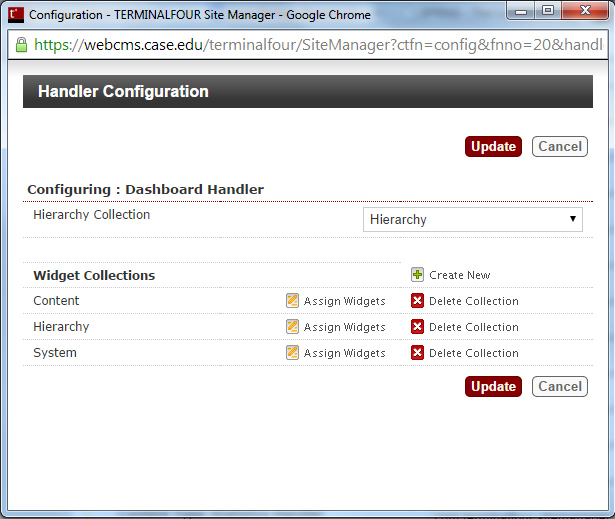 Configuration - TERMINALFOUR Site Manager - Google Chrome
https://webcms.case.edu/terminalfour/SiteManager?ctfn=config&fnno=20&handl
Handler Configuration
Update Cancel
Configuring : Dashboard Handler
Hierarchy Collection Hierarchy
Widget Collections Create New
Content Assign Widgets Delete Collection
Hierarchy Assign Widgets Delete Collection
System Assign Widgets Delete Collection
Update Cancel